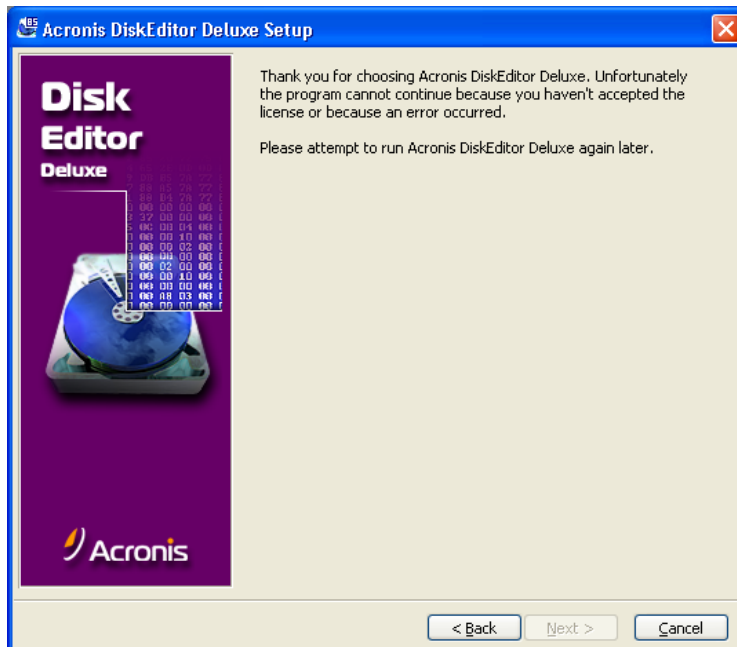 Acronis DiskEditor Deluxe Setup
Disk
Editor
Deluxe
Thank you for choosing Acronis DiskEditor Deluxe. Unfortunately
the program cannot continue because you haven't accepted the
license or because an error occurred.
Please attempt to run Acronis DiskEditor Deluxe again later.
Acronis
< Back
Next >
Cancel